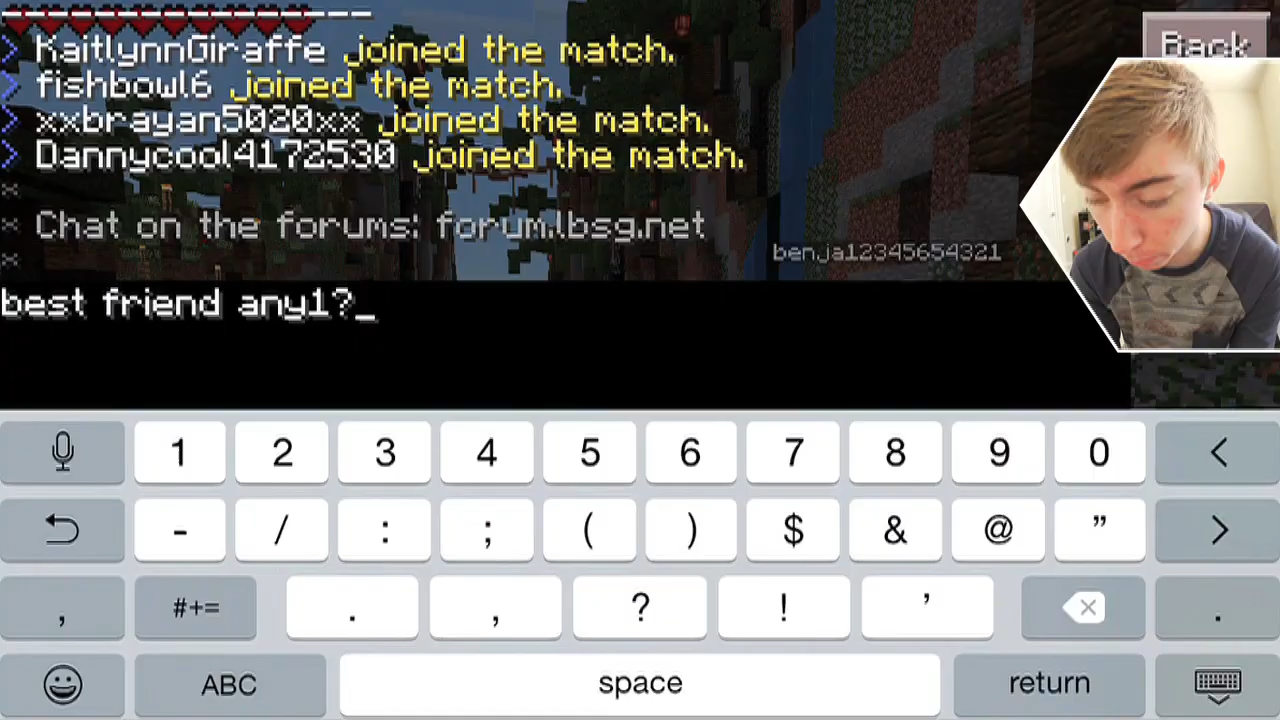 > KaitlynnGiraffe joined the match.
Back
> fishbowl6 joined the match.
> xxbrayan5020xx joined the match.
> Dannycool4172530 joined the match.
×
× Chat on the forums: forum.lbsg.net
benja12345654321
×
best friend any1?_
1 2 3 4 5 6 7 8 9 0 <
- / : ; ( ) $ & @ " >
, #+= . , ? ! ' .
ABC space return